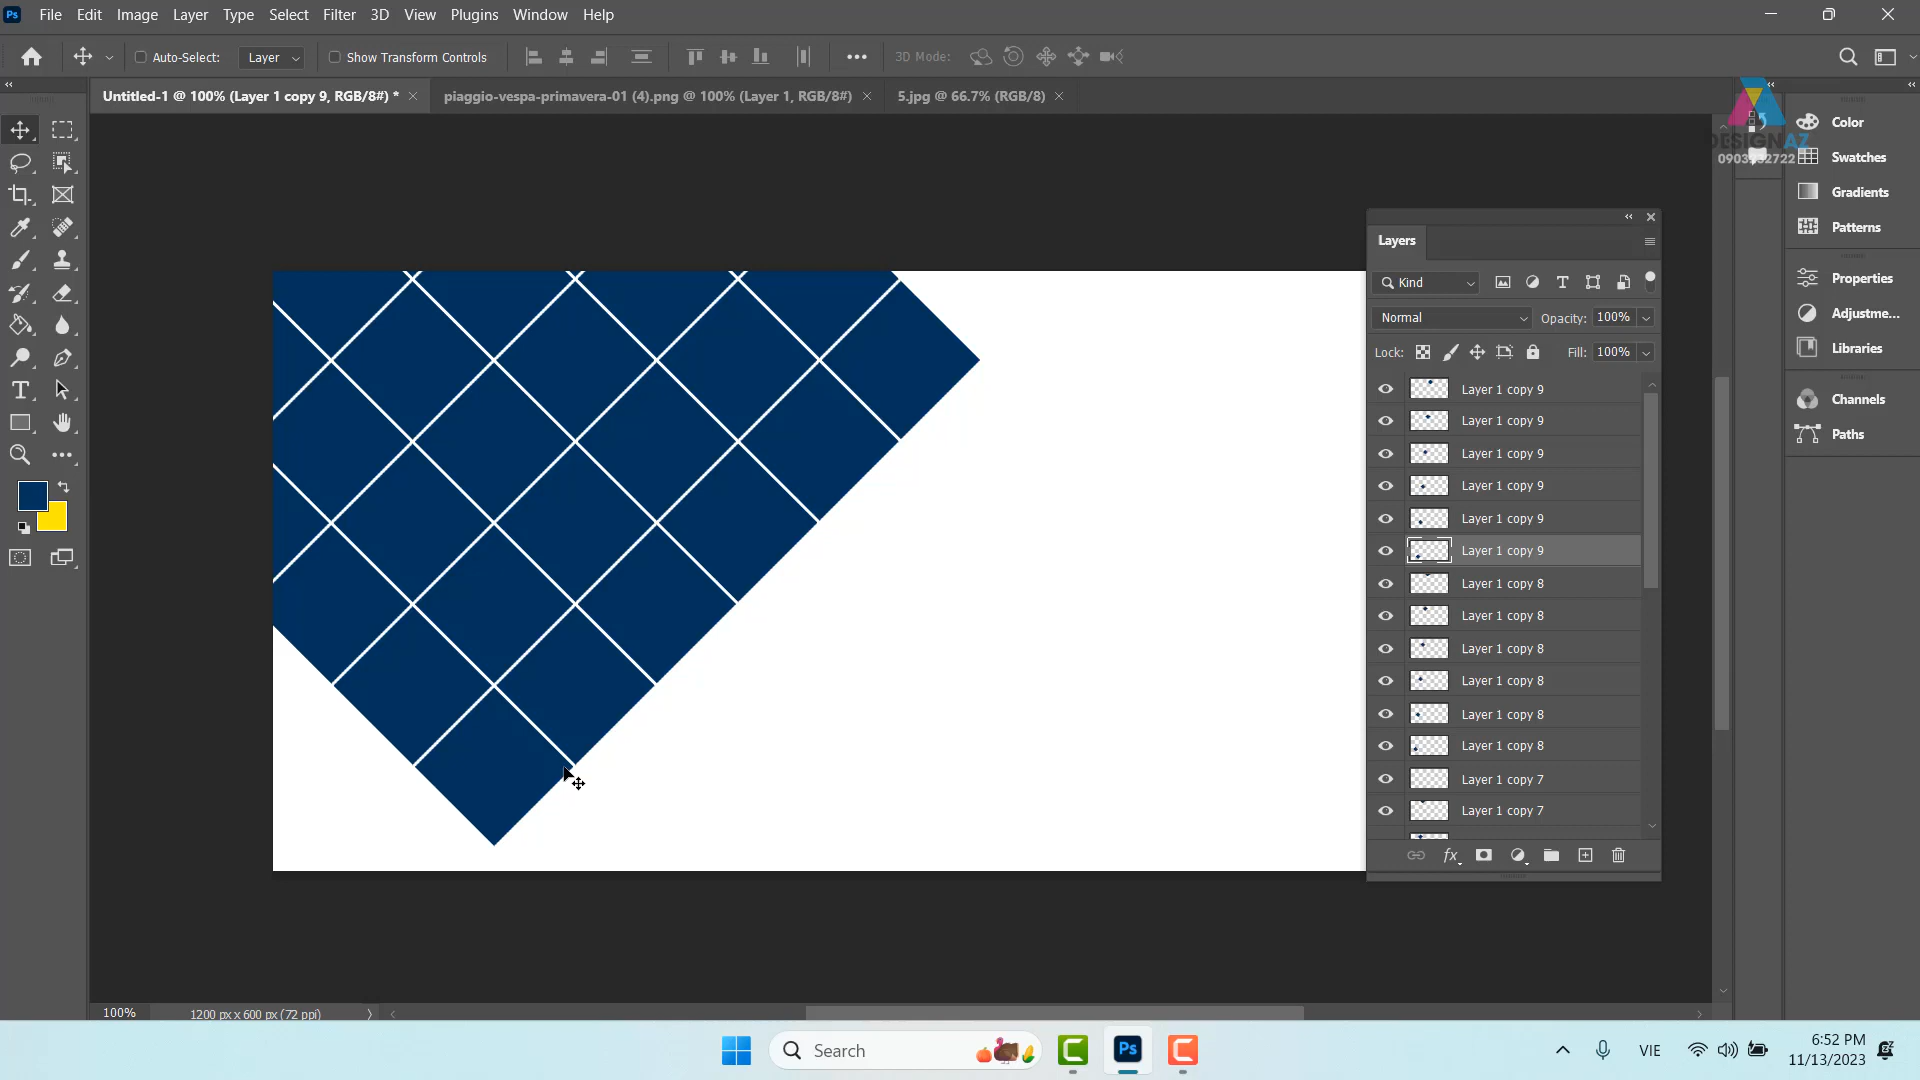 Ps File Edit Image Layer Type Select Filter 3D View Plugins Window Help
Auto-Select: Layer Show Transform Controls 3D Mode:
Untitled-1 @ 100% (Layer 1 copy 9, RGB/8#) * piaggio-vespa-primavera-01 (4).png @ 100% (Layer 1, RGB/8#) 5.jpg @ 66.7% (RGB/8)
DESIGNAZ
Color
Swatches
Gradients
Patterns
Properties
Adjustme...
Libraries
Channels
Paths
Layers
Kind
Normal Opacity: 100%
Lock: Fill: 100%
Layer 1 copy 9
Layer 1 copy 9
Layer 1 copy 9
Layer 1 copy 9
Layer 1 copy 9
Layer 1 copy 9
Layer 1 copy 8
Layer 1 copy 8
Layer 1 copy 8
Layer 1 copy 8
Layer 1 copy 8
Layer 1 copy 8
Layer 1 copy 7
Layer 1 copy 7
fx
100% 1200 px x 600 px (72 ppi)
Search
Ps
VIE
6:52 PM
11/13/2023